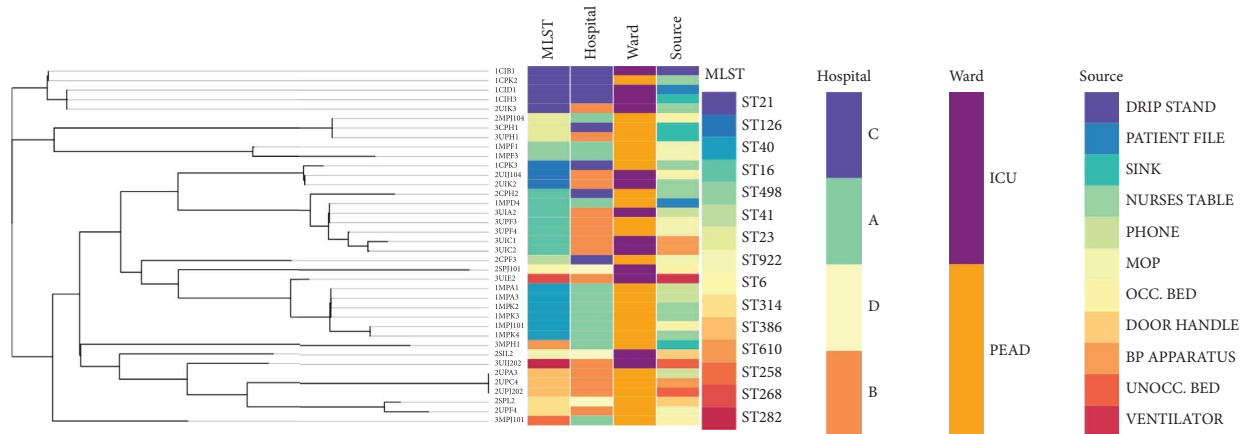 MLST
Hospital
Ward
Source
1CIB1
1CPK2
1CID1
1CIH3
2UIK3
2MPJ104
3CPH1
3UPH1
1MPF1
1MPF3
1CPK3
2UIJ104
2UIK2
2CPH2
1MPD4
3UIA2
3UPF3
3UPF4
3UIC1
3UIC2
2CPF3
2SPJ101
3UIE2
1MPA1
1MPA3
1MPK2
1MPK3
1MPJ101
1MPK4
3MPH1
2SIL2
3UIJ202
2UPA3
2UPC4
2UPJ202
2SPL2
2UPF4
3MPJ101
MLST
ST21
ST126
ST40
ST16
ST498
ST41
ST23
ST922
ST6
ST314
ST386
ST610
ST258
ST268
ST282
Hospital
C
A
D
B
Ward
ICU
PEAD
Source
DRIP STAND
PATIENT FILE
SINK
NURSES TABLE
PHONE
MOP
OCC. BED
DOOR HANDLE
BP APPARATUS
UNOCC. BED
VENTILATOR